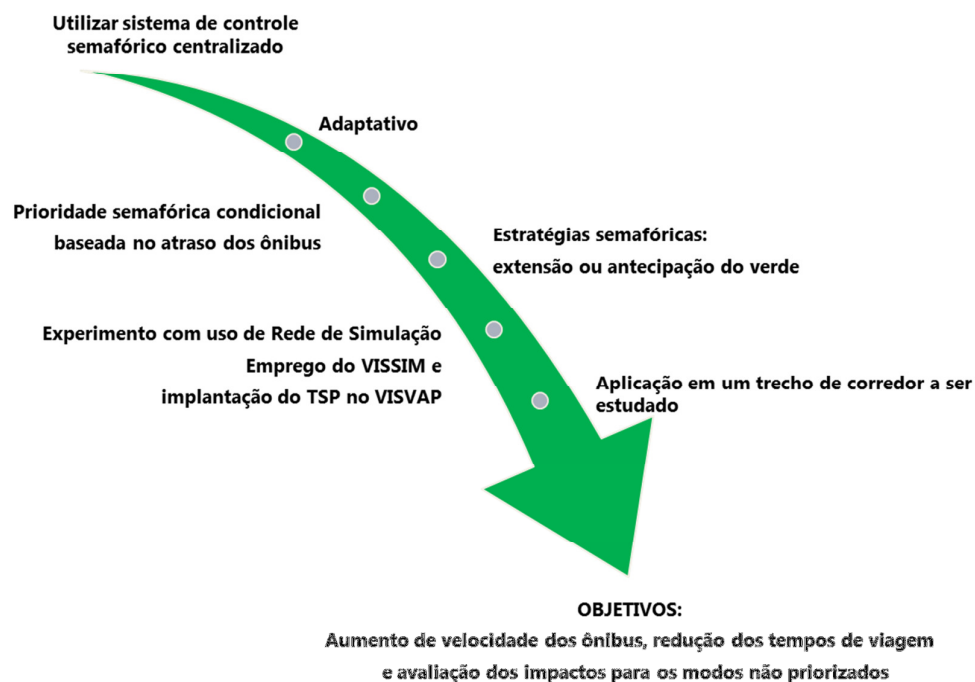 Utilizar sistema de controle
semafórico centralizado
Adaptativo
Prioridade semafórica condicional
baseada no atraso dos ônibus
Estratégias semafóricas:
extensão ou antecipação do verde
Experimento com uso de Rede de Simulação
Emprego do VISSIM e
implantação do TSP no VISVAP
Aplicação em um trecho de corredor a ser
estudado
OBJETIVOS:
Aumento de velocidade dos ônibus, redução dos tempos de viagem
e avaliação dos impactos para os modos não priorizados